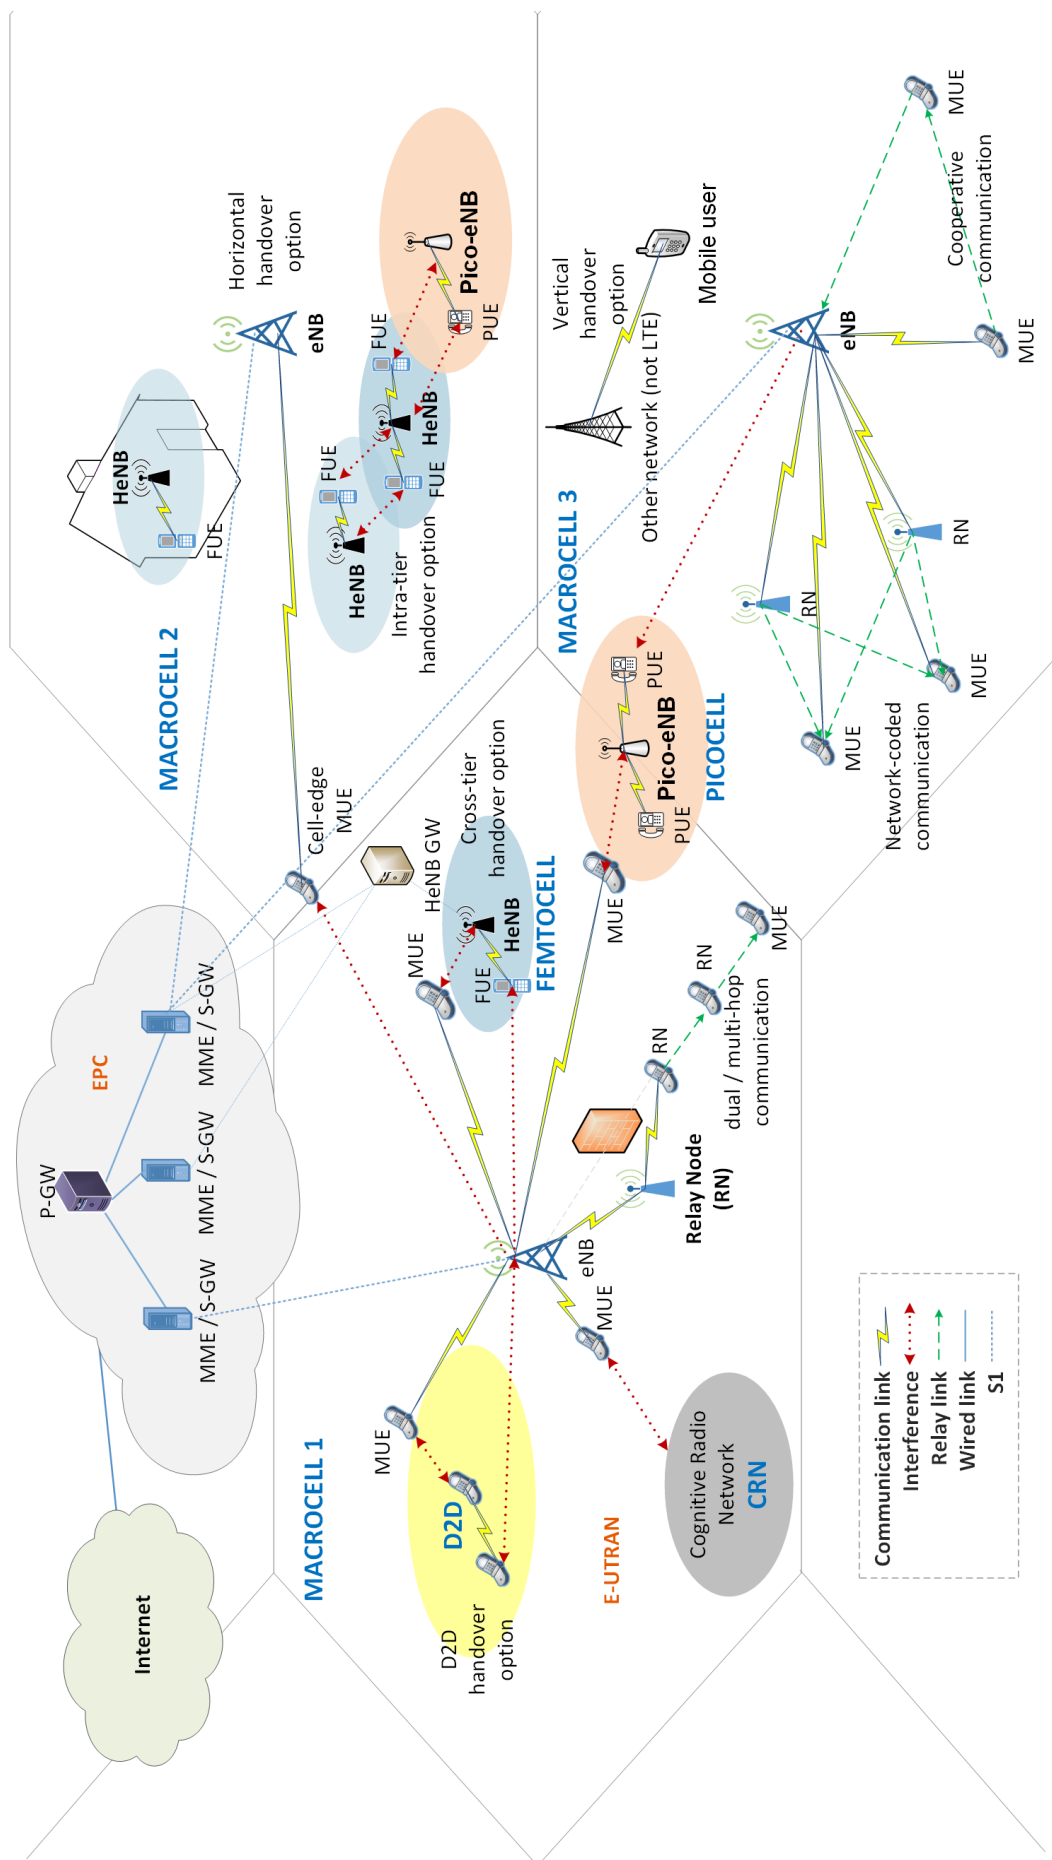 Internet
P-GW
EPC
MME / S-GW
MME / S-GW
MME / S-GW
MACROCELL 1
MUE
D2D
D2D
handover
option
E-UTRAN
Cognitive Radio
Network
CRN
MUE
eNB
Relay Node
(RN)
RN
RN
MUE
dual / multi-hop
communication
MUE
FUE
HeNB
FEMTOCELL
Cross-tier
handover option
HeNB GW
Cell-edge
MUE
MUE
PUE
Pico-eNB
PUE
PICOCELL
MACROCELL 2
HeNB
FUE
Horizontal
handover
option
eNB
HeNB
FUE
FUE
HeNB
FUE
Intra-tier
handover option
PUE
Pico-eNB
MACROCELL 3
Other network (not LTE)
Vertical
handover
option
Mobile user
eNB
RN
RN
MUE
MUE
Network-coded
communication
MUE
MUE
Cooperative
communication
Communication link
Interference
Relay link
Wired link
S1